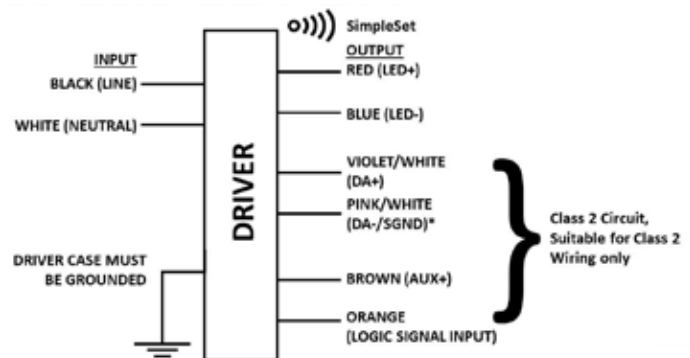 SimpleSet
INPUT
OUTPUT
BLACK (LINE)
RED (LED+)
WHITE (NEUTRAL)
BLUE (LED-)
DRIVER
VIOLET/WHITE
(DA+)
PINK/WHITE
(DA-/SGND)*
Class 2 Circuit,
Suitable for Class 2
Wiring only
DRIVER CASE MUST
BE GROUNDED
BROWN (AUX+)
ORANGE
(LOGIC SIGNAL INPUT)